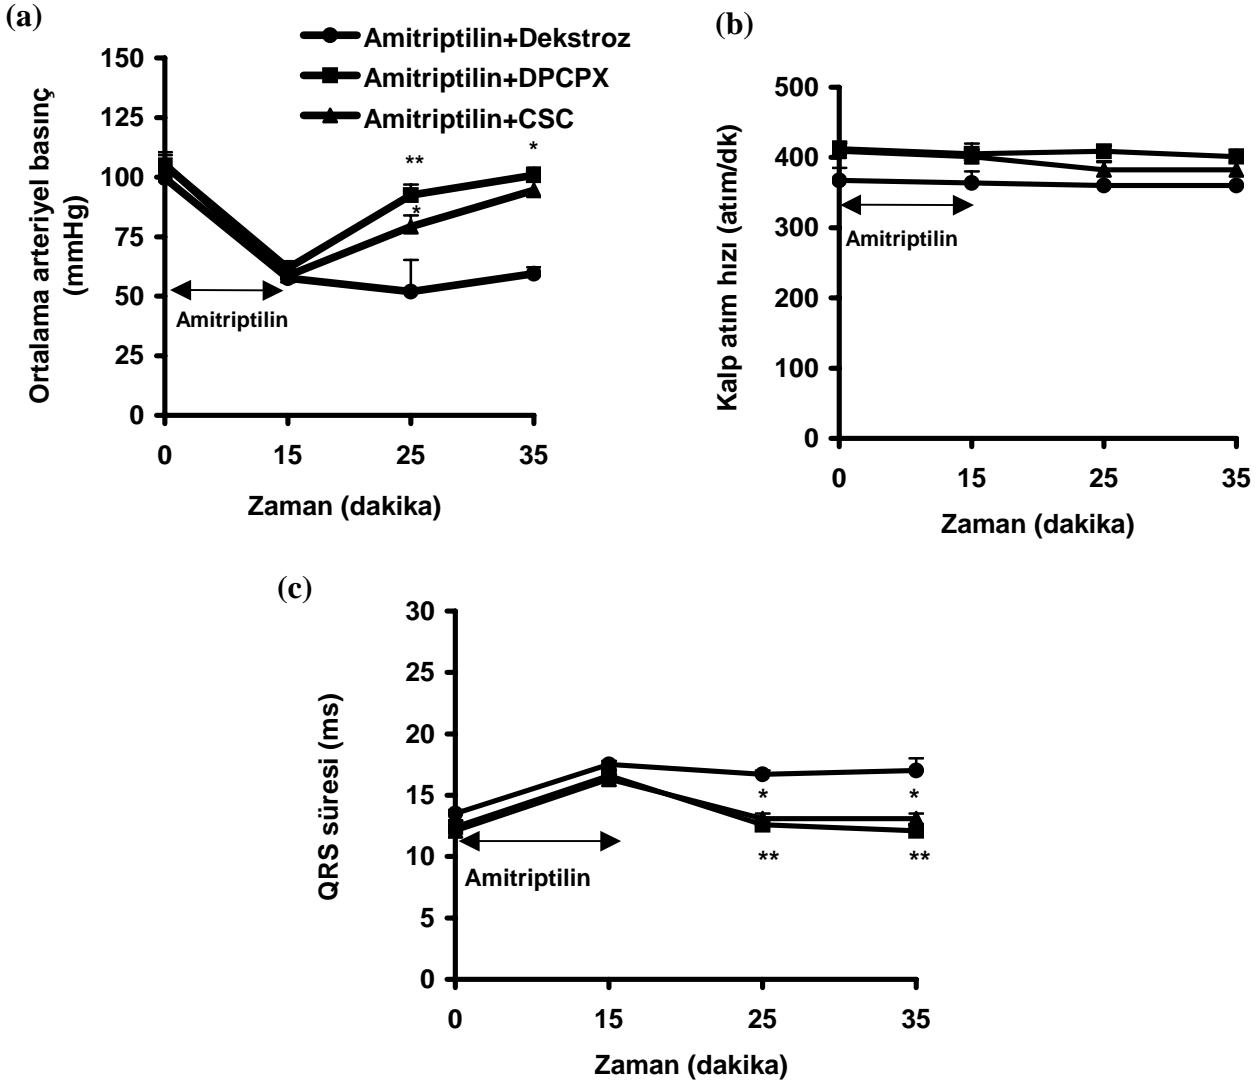 (a)
Amitriptilin+Dekstroz
Amitriptilin+DPCPX
Amitriptilin+CSC
150
125
100
75
50
25
0
Ortalama arteriyel basınç
(mmHg)
**
*
*
Amitriptilin
0 15 25 35
Zaman (dakika)
(b)
500
400
300
200
100
0
Kalp atım hızı (atım/dk)
Amitriptilin
0 15 25 35
Zaman (dakika)
(c)
30
25
20
15
10
5
0
QRS süresi (ms)
* *
** **
Amitriptilin
0 15 25 35
Zaman (dakika)